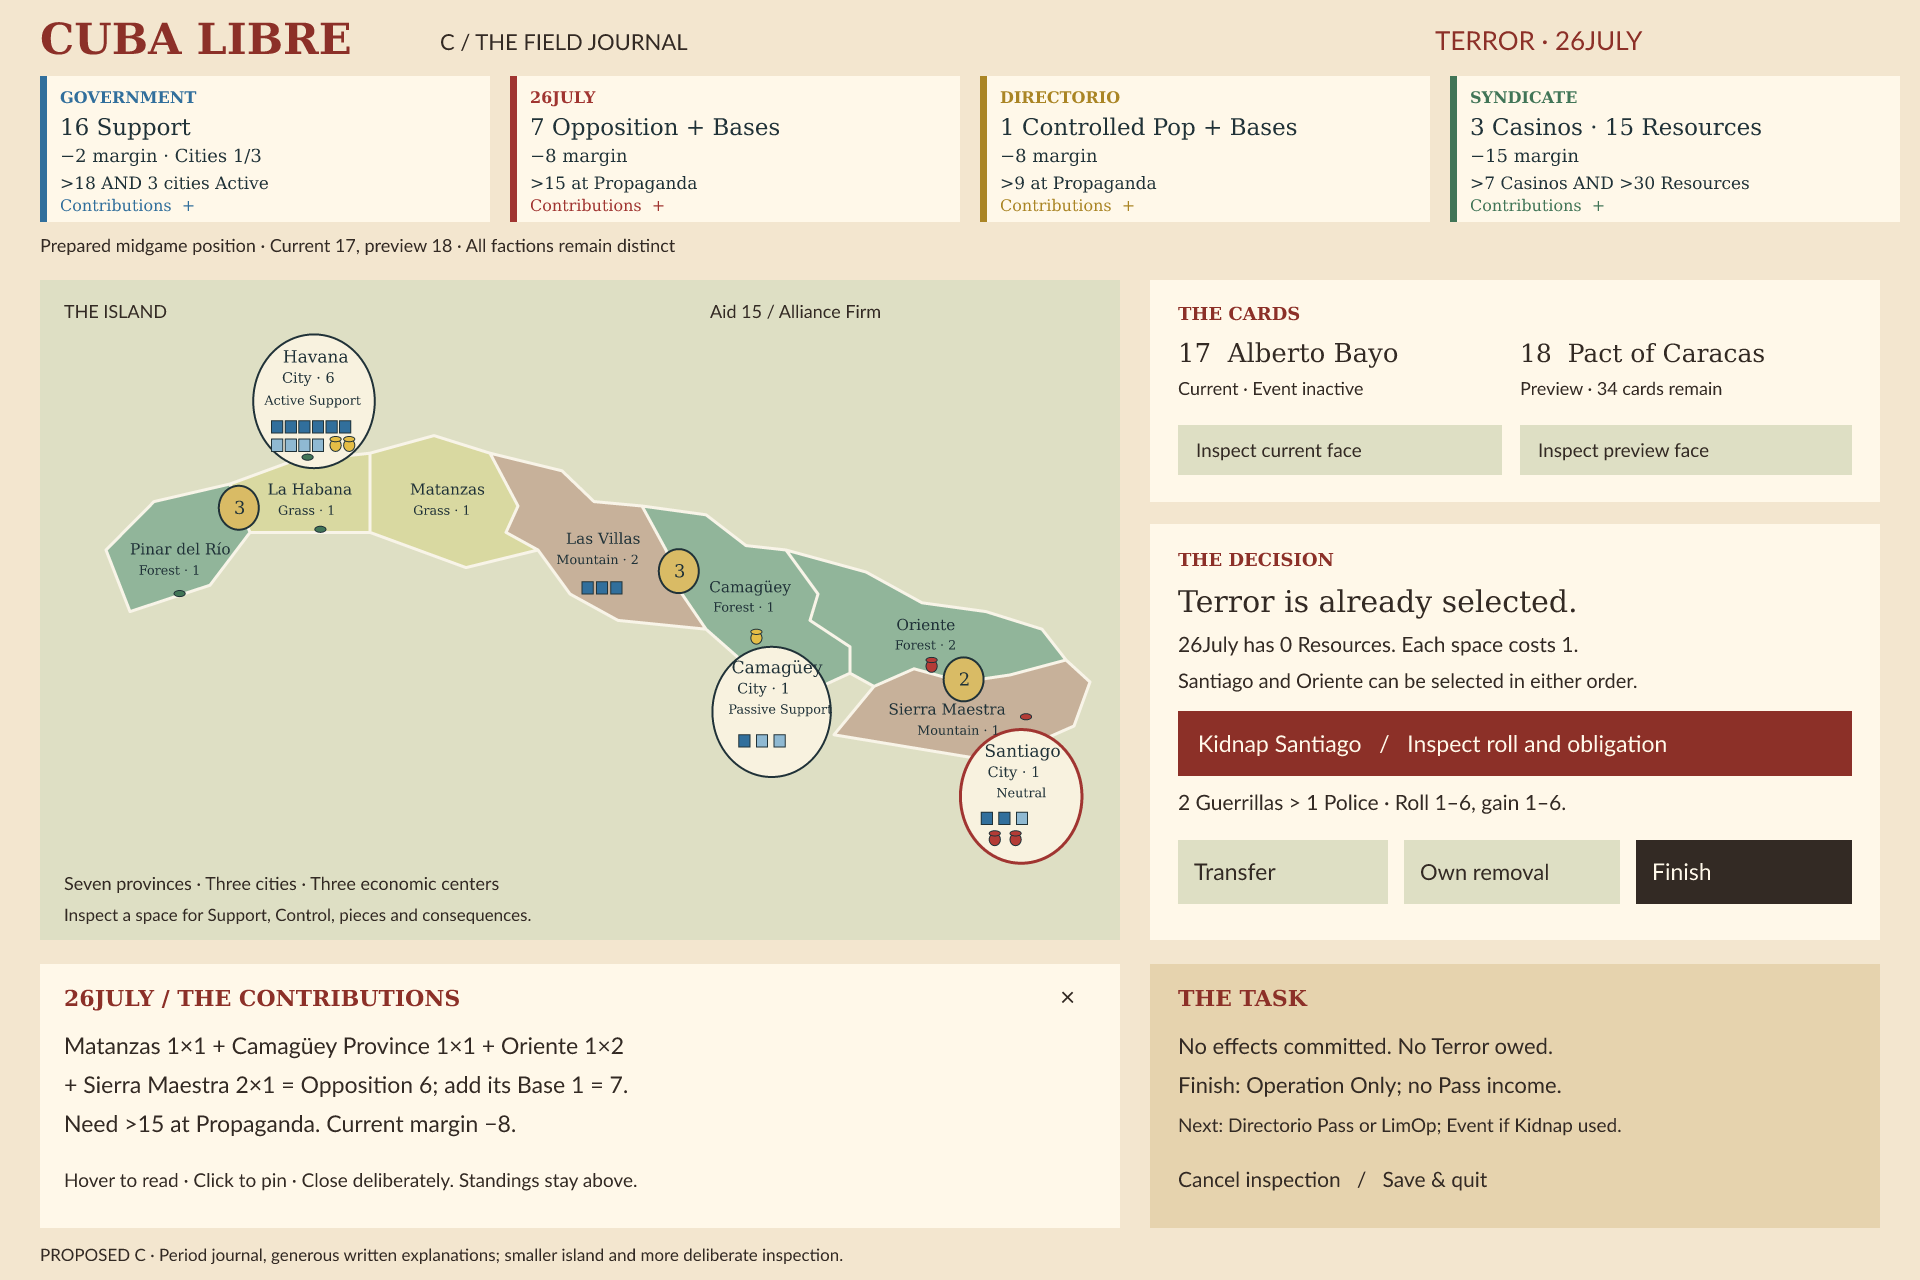 CUBA LIBRE
C / THE FIELD JOURNAL
TERROR · 26JULY
GOVERNMENT
16 Support
−2 margin · Cities 1/3
>18 AND 3 cities Active
Contributions +
26JULY
7 Opposition + Bases
−8 margin
>15 at Propaganda
Contributions +
DIRECTORIO
1 Controlled Pop + Bases
−8 margin
>9 at Propaganda
Contributions +
SYNDICATE
3 Casinos · 15 Resources
−15 margin
>7 Casinos AND >30 Resources
Contributions +
Prepared midgame position · Current 17, preview 18 · All factions remain distinct
THE ISLAND
Aid 15 / Alliance Firm
Havana
City · 6
Active Support
La Habana
Grass · 1
Matanzas
Grass · 1
3
Pinar del Río
Forest · 1
Las Villas
Mountain · 2
3
Camagüey
Forest · 1
Oriente
Forest · 2
Camagüey
City · 1
Passive Support
2
Sierra Maestra
Mountain · 1
Santiago
City · 1
Neutral
Seven provinces · Three cities · Three economic centers
Inspect a space for Support, Control, pieces and consequences.
THE CARDS
17 Alberto Bayo
Current · Event inactive
Inspect current face
18 Pact of Caracas
Preview · 34 cards remain
Inspect preview face
THE DECISION
Terror is already selected.
26July has 0 Resources. Each space costs 1.
Santiago and Oriente can be selected in either order.
Kidnap Santiago / Inspect roll and obligation
2 Guerrillas > 1 Police · Roll 1–6, gain 1–6.
Transfer
Own removal
Finish
26JULY / THE CONTRIBUTIONS
×
Matanzas 1×1 + Camagüey Province 1×1 + Oriente 1×2
+ Sierra Maestra 2×1 = Opposition 6; add its Base 1 = 7.
Need >15 at Propaganda. Current margin −8.
Hover to read · Click to pin · Close deliberately. Standings stay above.
THE TASK
No effects committed. No Terror owed.
Finish: Operation Only; no Pass income.
Next: Directorio Pass or LimOp; Event if Kidnap used.
Cancel inspection / Save & quit
PROPOSED C · Period journal, generous written explanations; smaller island and more deliberate inspection.